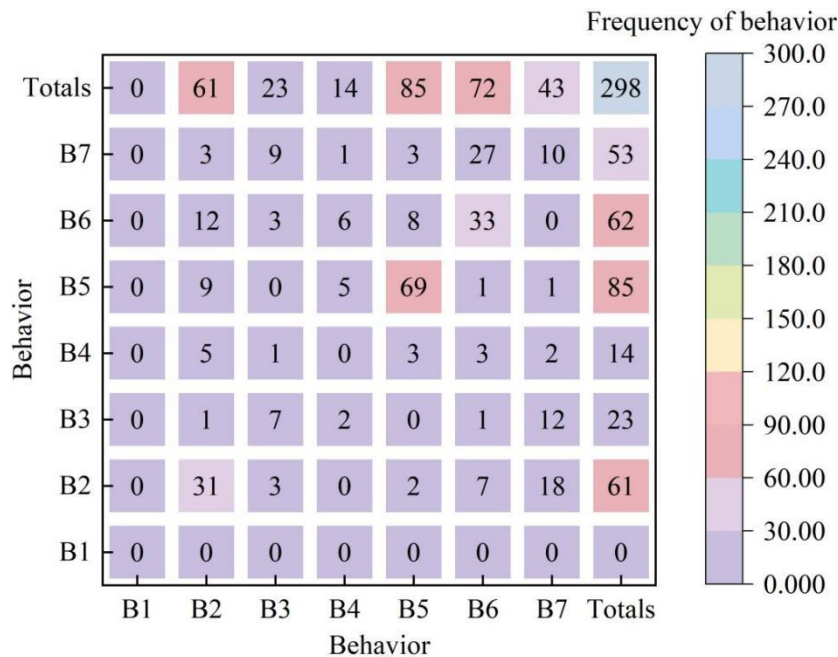 Frequency of behavior
Totals 0 61 23 14 85 72 43 298
B7 0 3 9 1 3 27 10 53
B6 0 12 3 6 8 33 0 62
B5 0 9 0 5 69 1 1 85
B4 0 5 1 0 3 3 2 14
B3 0 1 7 2 0 1 12 23
B2 0 31 3 0 2 7 18 61
B1 0 0 0 0 0 0 0 0
B1 B2 B3 B4 B5 B6 B7 Totals
Behavior
Behavior
300.0
270.0
240.0
210.0
180.0
150.0
120.0
90.00
60.00
30.00
0.000